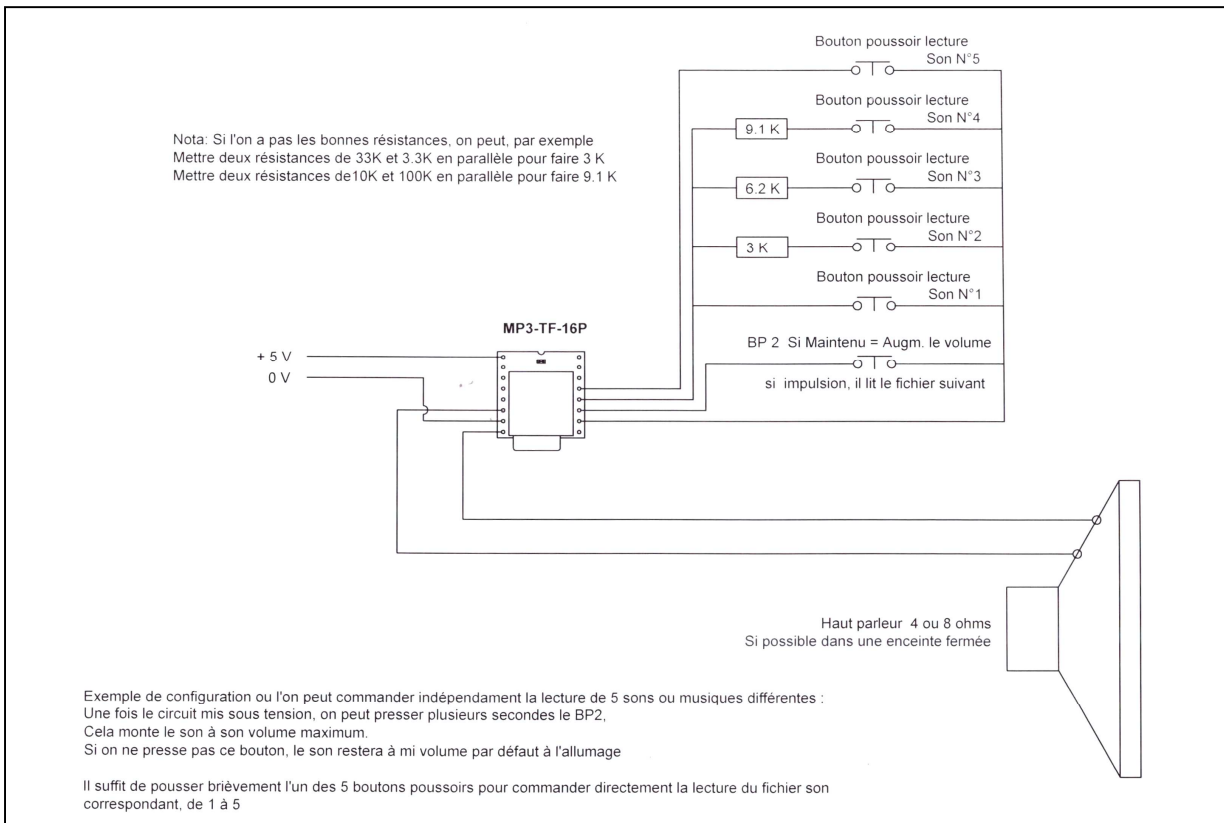 Bouton poussoir lecture
Son N°5
Bouton poussoir lecture
Son N°4
9.1 K
Nota: Si l'on a pas les bonnes résistances, on peut, par exemple
Mettre deux résistances de 33K et 3.3K en parallèle pour faire 3 K
Mettre deux résistances de10K et 100K en parallèle pour faire 9.1 K
Bouton poussoir lecture
Son N°3
6.2 K
Bouton poussoir lecture
Son N°2
3 K
Bouton poussoir lecture
Son N°1
MP3-TF-16P
BP 2 Si Maintenu = Augm. le volume
si impulsion, il lit le fichier suivant
+ 5 V
0 V
Haut parleur 4 ou 8 ohms
Si possible dans une enceinte fermée
Exemple de configuration ou l'on peut commander indépendament la lecture de 5 sons ou musiques différentes :
Une fois le circuit mis sous tension, on peut presser plusieurs secondes le BP2,
Cela monte le son à son volume maximum.
Si on ne presse pas ce bouton, le son restera à mi volume par défaut à l'allumage
Il suffit de pousser brièvement l'un des 5 boutons poussoirs pour commander directement la lecture du fichier son
correspondant, de 1 à 5